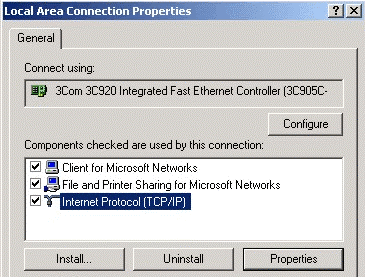 Local Area Connection Properties
General
Connect using:
3Com 3C920 Integrated Fast Ethernet Controller (3C905C-
Configure
Components checked are used by this connection:
Client for Microsoft Networks
File and Printer Sharing for Microsoft Networks
Internet Protocol (TCP/IP)
Install... Uninstall Properties